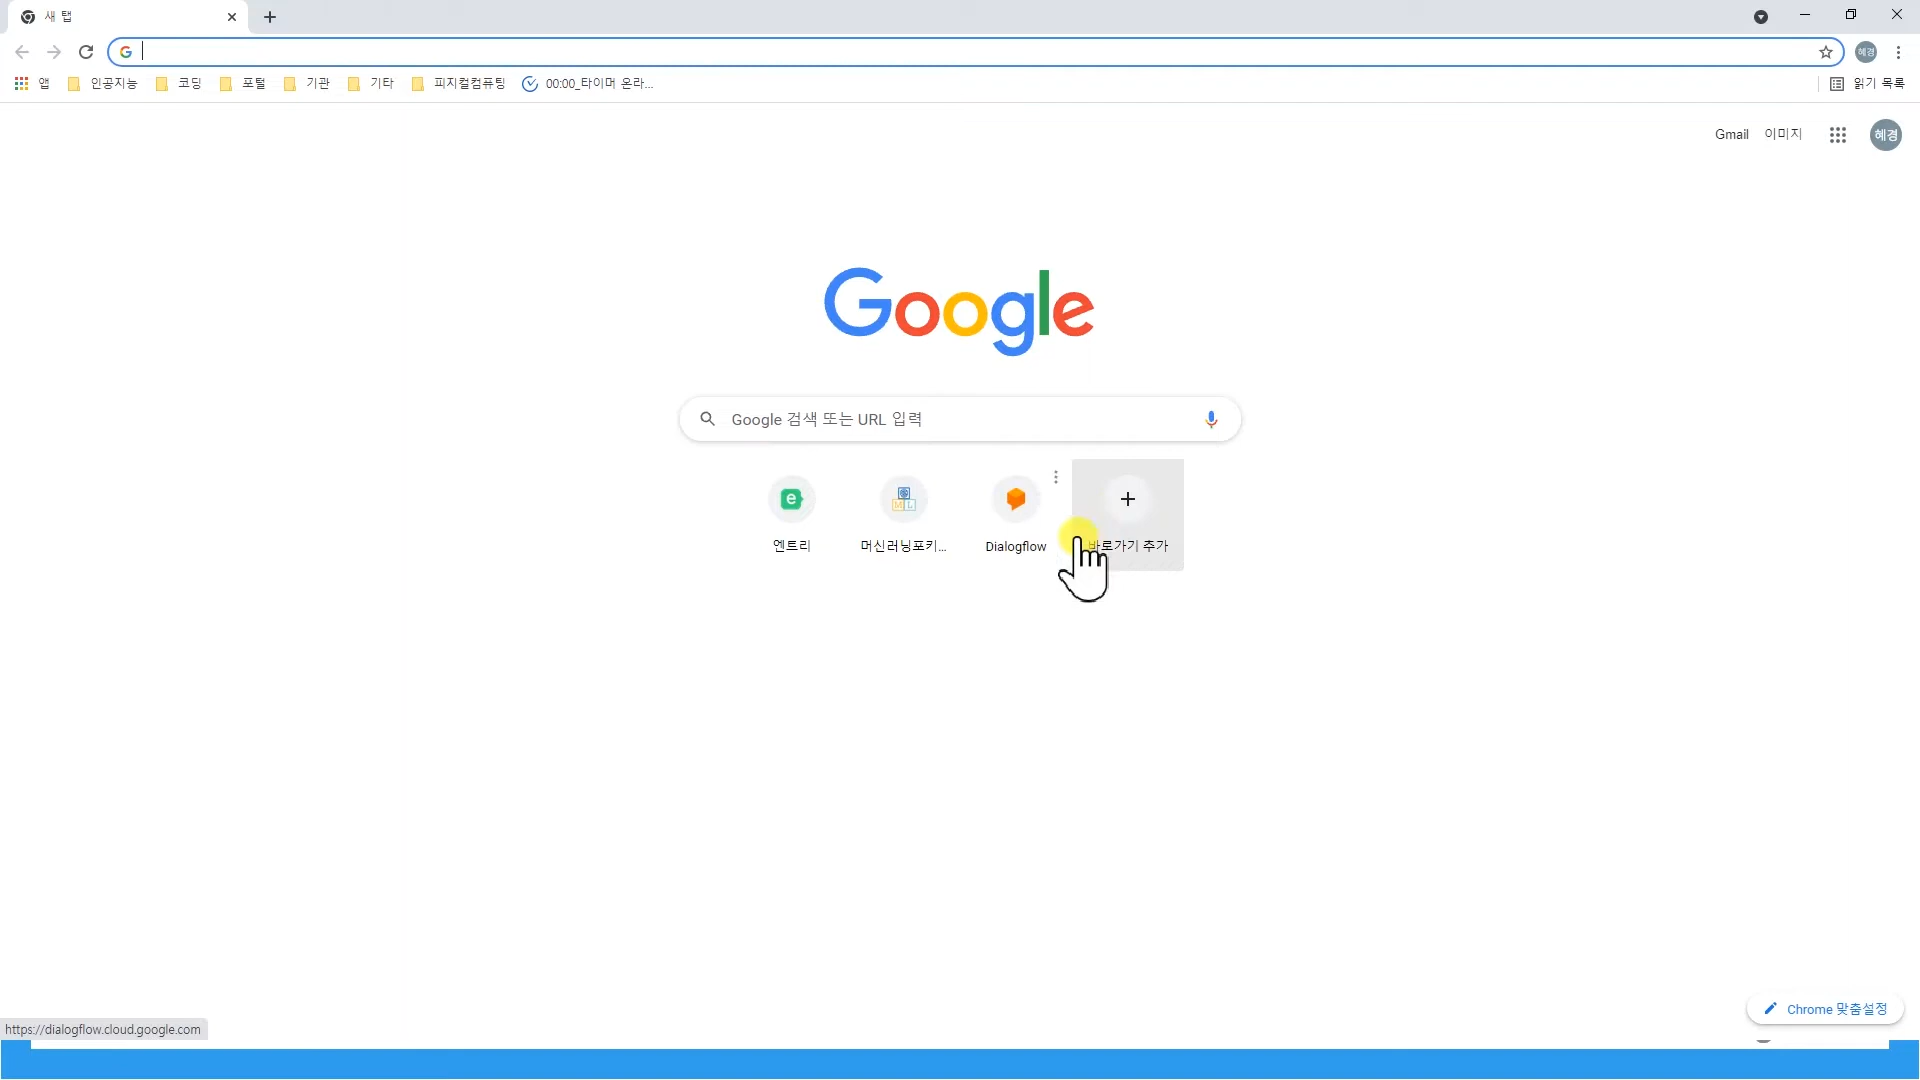 새 탭
앱 인공지능 코딩 포털 기관 기타 피지컬컴퓨팅 00:00_타이머 온라... 읽기 목록
혜경
Gmail 이미지 혜경
Google
Google 검색 또는 URL 입력
엔트리 머신러닝포키... Dialogflow 바로가기 추가
Chrome 맞춤설정
https://dialogflow.cloud.google.com